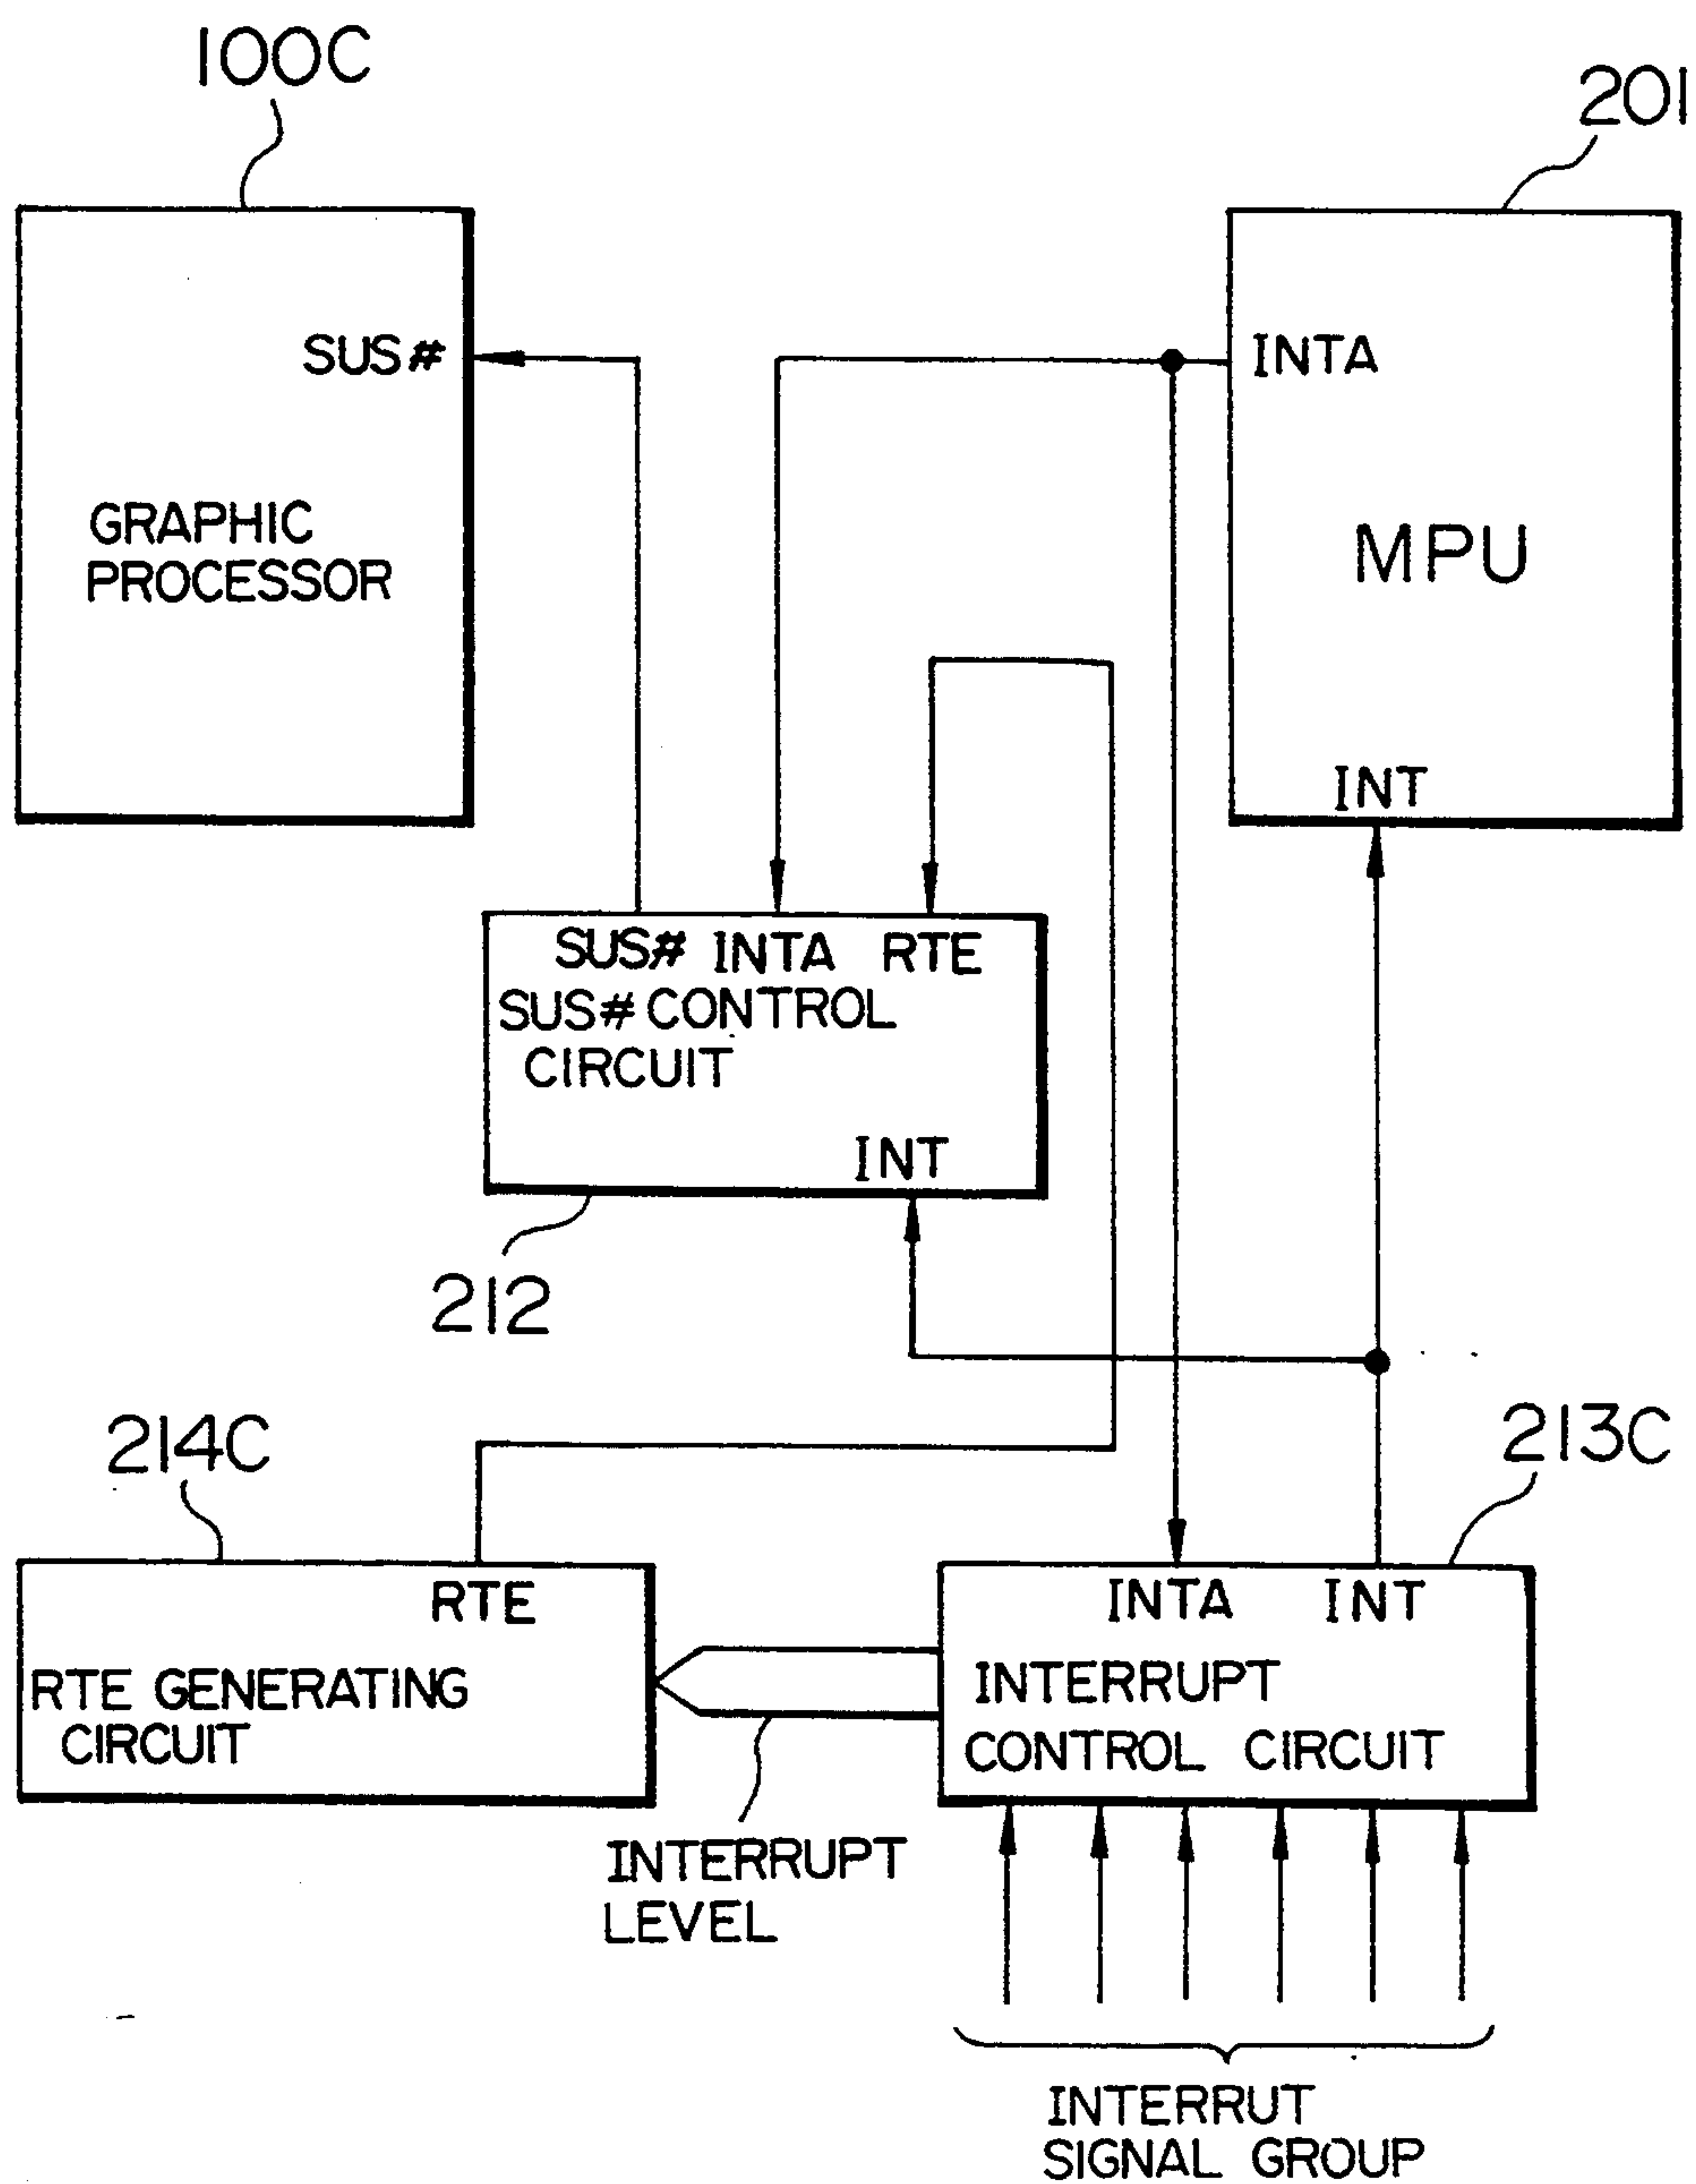 100C
201
SUS#
INTA
GRAPHIC
PROCESSOR
MPU
INT
SUS# INTA RTE
SUS# CONTROL
CIRCUIT
INT
212
214C
213C
RTE
INTA INT
RTE GENERATING
CIRCUIT
INTERRUPT
CONTROL CIRCUIT
INTERRUPT
LEVEL
INTERRUT
SIGNAL GROUP